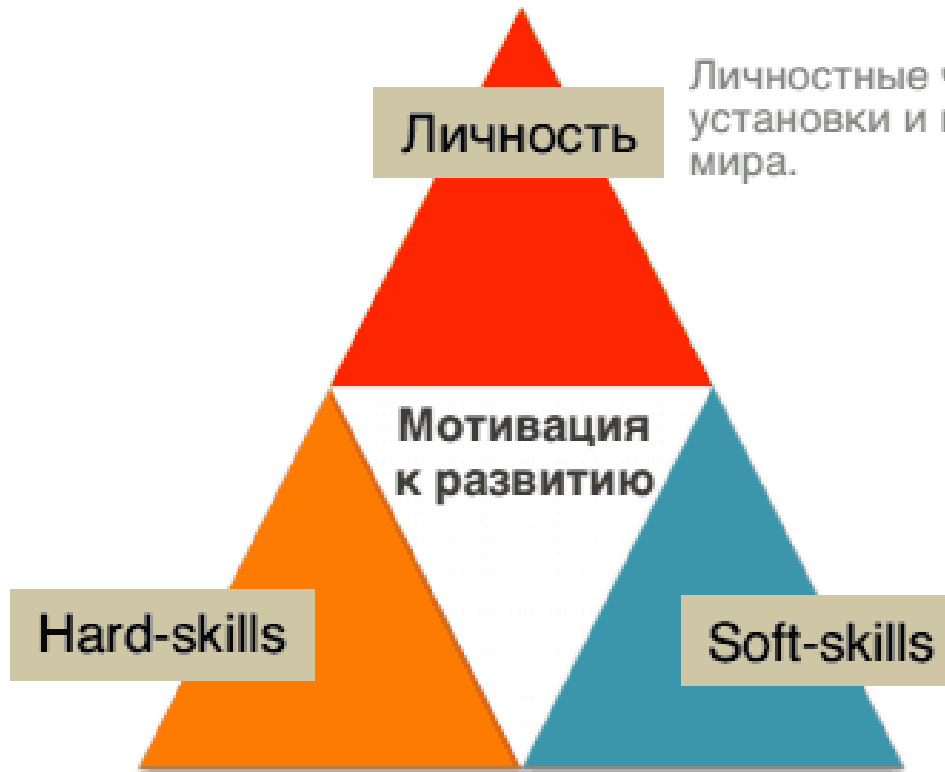 Личность
Личностные
установки и
мира.
Мотивация
к развитию
Hard-skills
Soft-skills